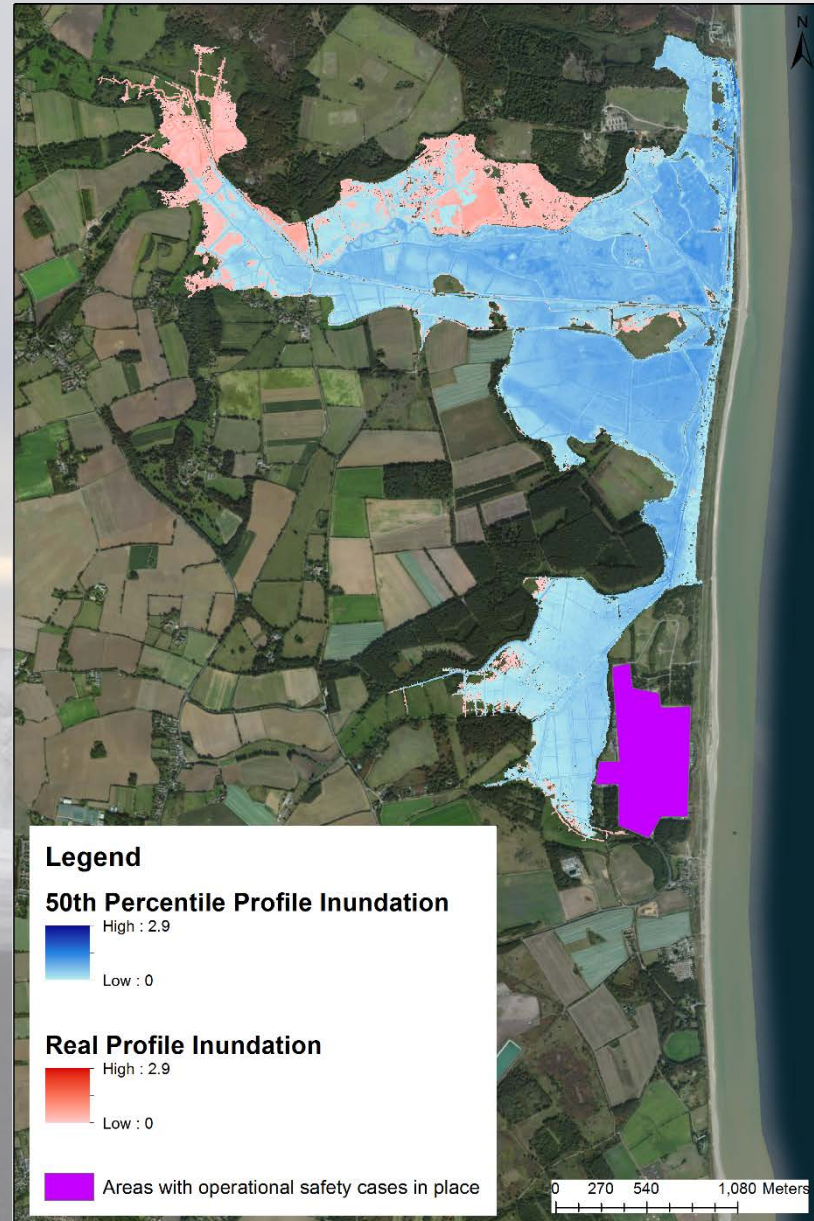 N
Legend
50th Percentile Profile Inundation
High : 2.9
Low : 0
Real Profile Inundation
High : 2.9
Low : 0
Areas with operational safety cases in place
0 270 540 1,080 Meters